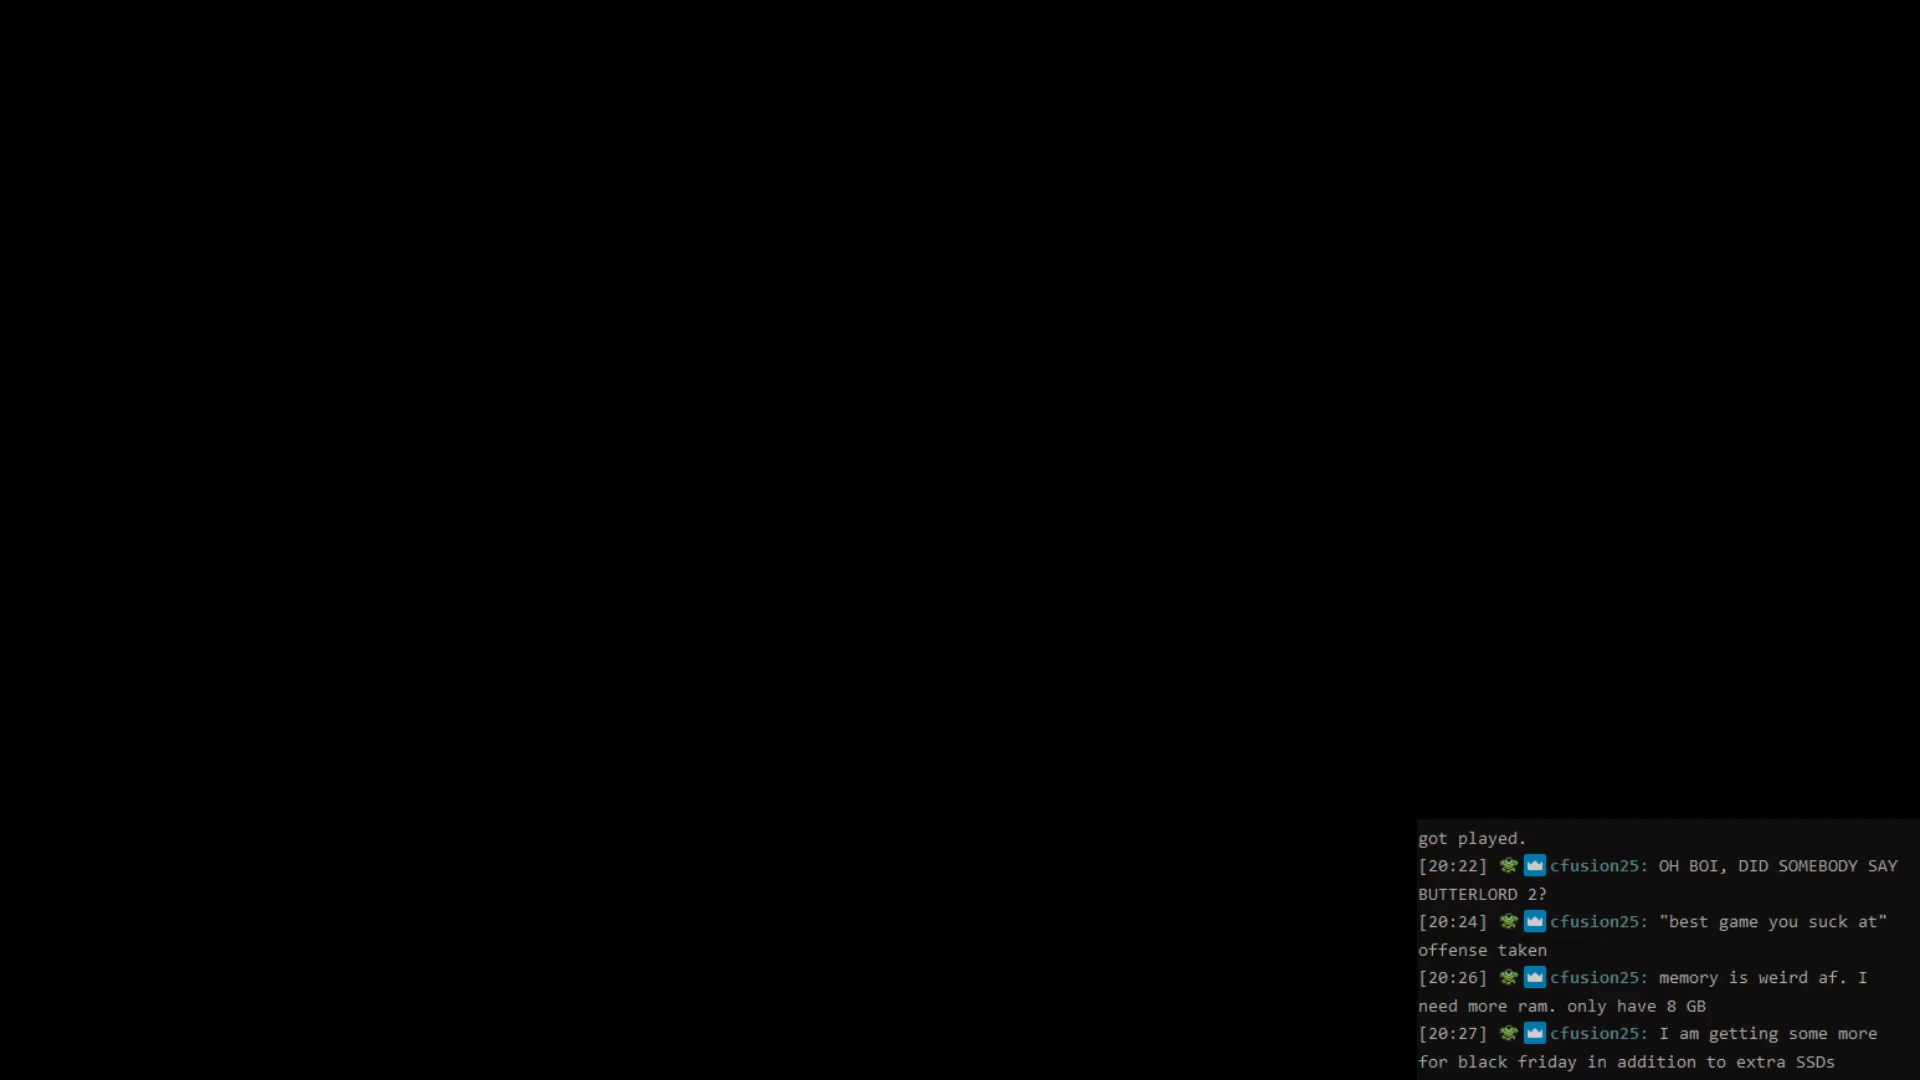 got played.
[20:22] cfusion25: OH BOI, DID SOMEBODY SAY
BUTTERLORD 2?
[20:24] cfusion25: "best game you suck at"
offense taken
[20:26] cfusion25: memory is weird af. I
need more ram. only have 8 GB
[20:27] cfusion25: I am getting some more
for black friday in addition to extra SSDs